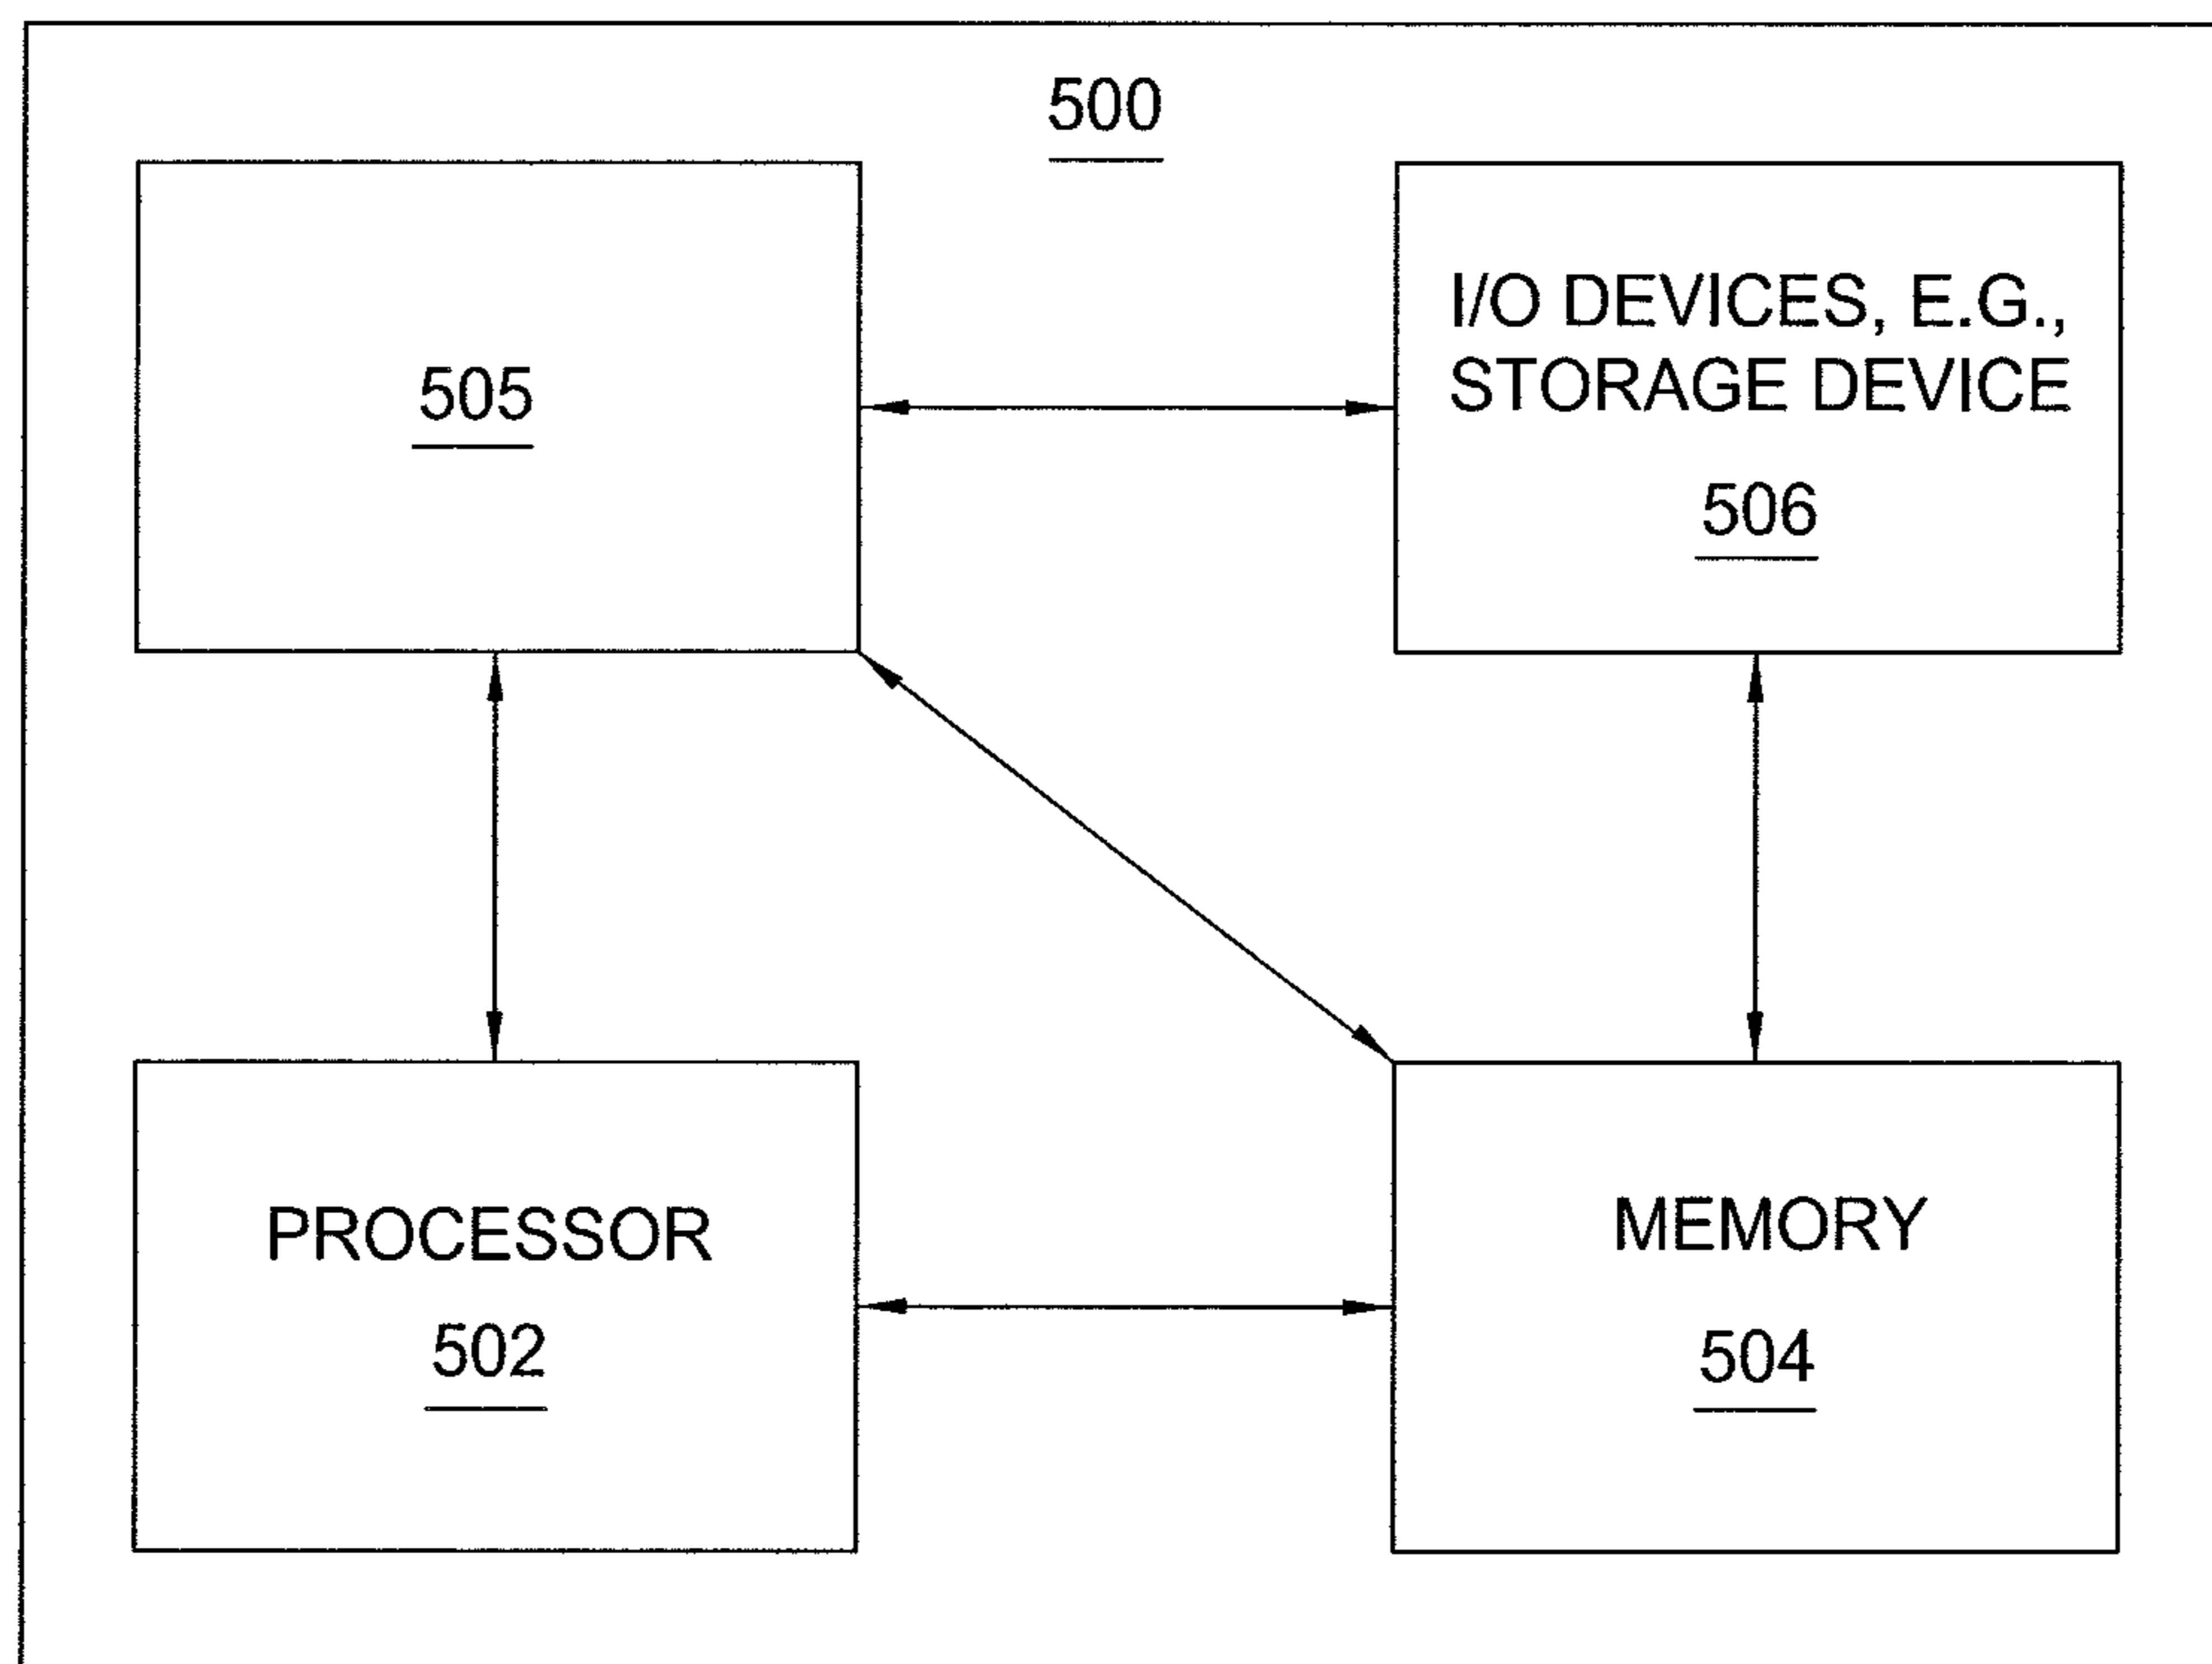 500
505
I/O DEVICES, E.G.,
STORAGE DEVICE
506
PROCESSOR
502
MEMORY
504